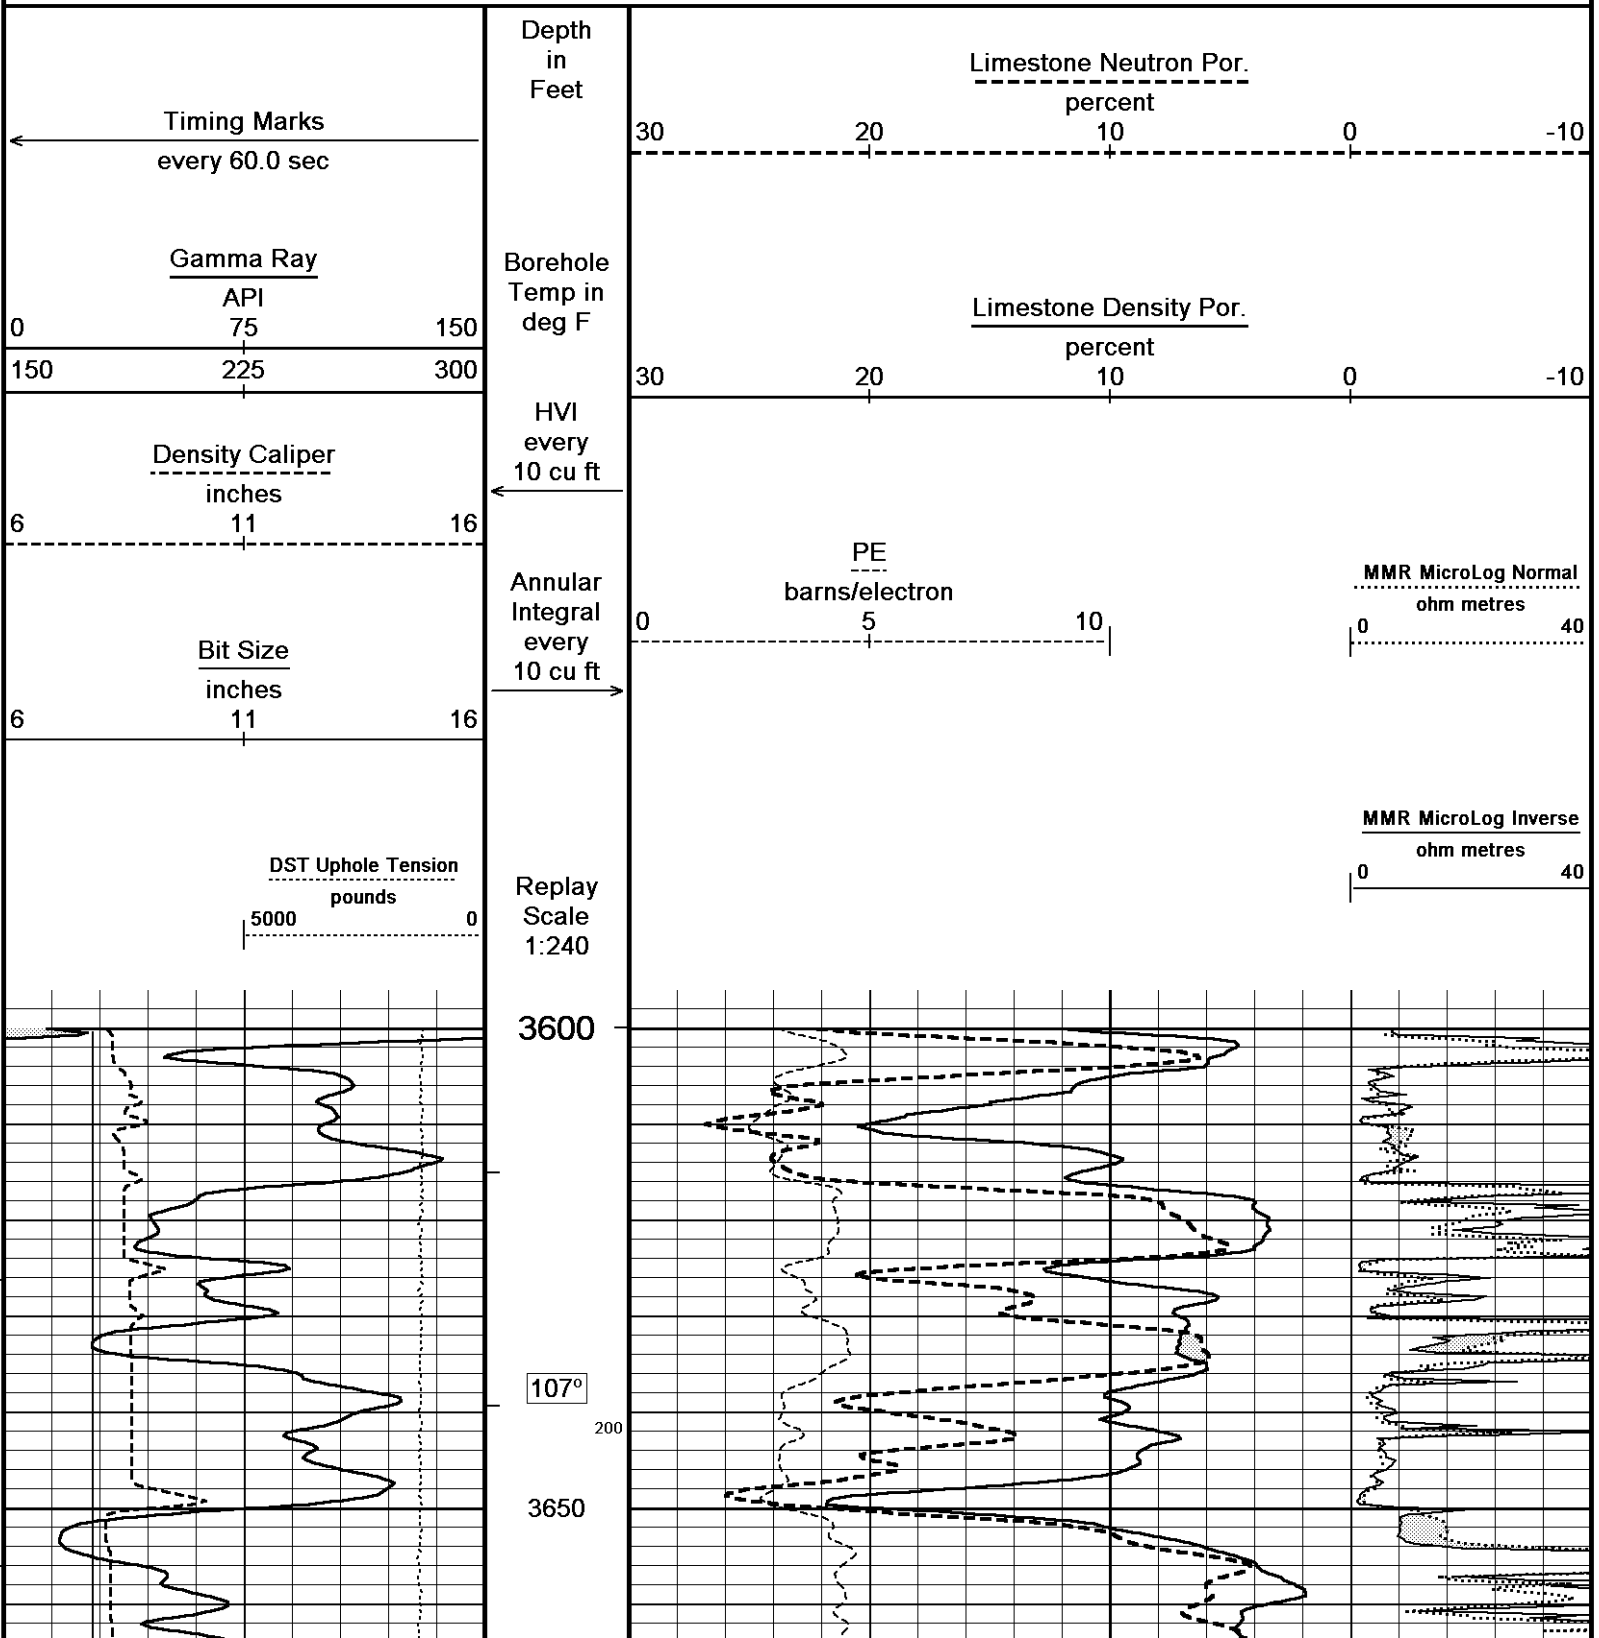 Timing Marks
every 60.0 sec
Gamma Ray
API
0 75 150
150 225 300
Density Caliper
inches
6 11 16
Bit Size
inches
6 11 16
DST Uphole Tension
pounds
5000 0
Depth
in
Feet
Borehole
Temp in
deg F
HVI
every
10 cu ft
Annular
Integral
every
10 cu ft
Replay
Scale
1:240
Limestone Neutron Por.
percent
30 20 10 0 -10
Limestone Density Por.
percent
30 20 10 0 -10
PE
barns/electron
0 5 10
MMR MicroLog Normal
ohm metres
0 40
MMR MicroLog Inverse
ohm metres
0 40
3600
107º
200
3650